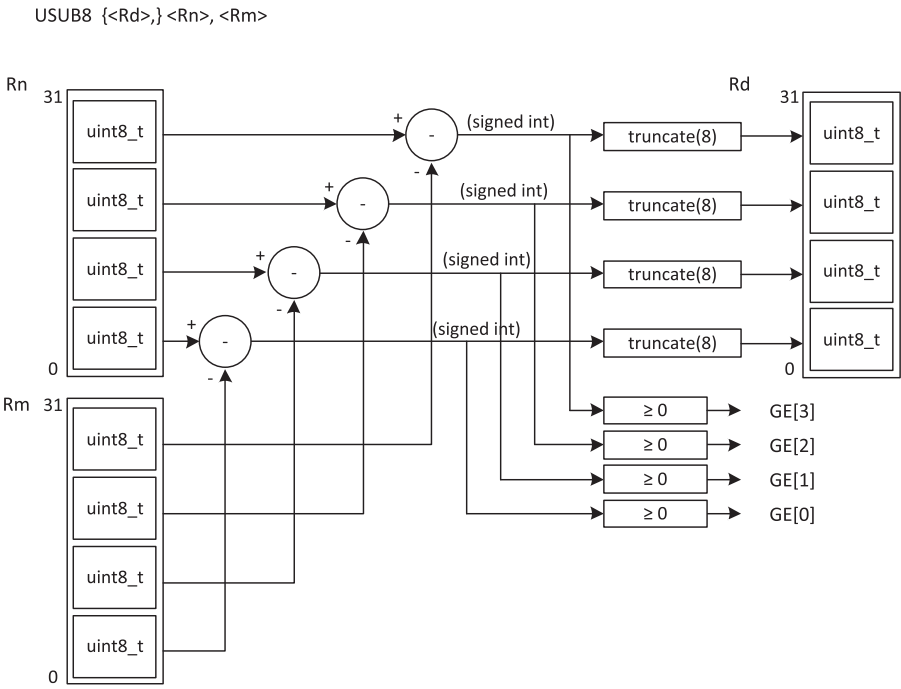 USUB8 {<Rd>,} <Rn>, <Rm>
Rn
31
uint8_t
uint8_t
uint8_t
uint8_t
0
Rm
31
uint8_t
uint8_t
uint8_t
uint8_t
0
+
-
-
+
-
-
+
-
-
+
-
-
(signed int)
(signed int)
(signed int)
(signed int)
truncate(8)
truncate(8)
truncate(8)
truncate(8)
≥ 0
≥ 0
≥ 0
≥ 0
GE[3]
GE[2]
GE[1]
GE[0]
Rd
31
uint8_t
uint8_t
uint8_t
uint8_t
0